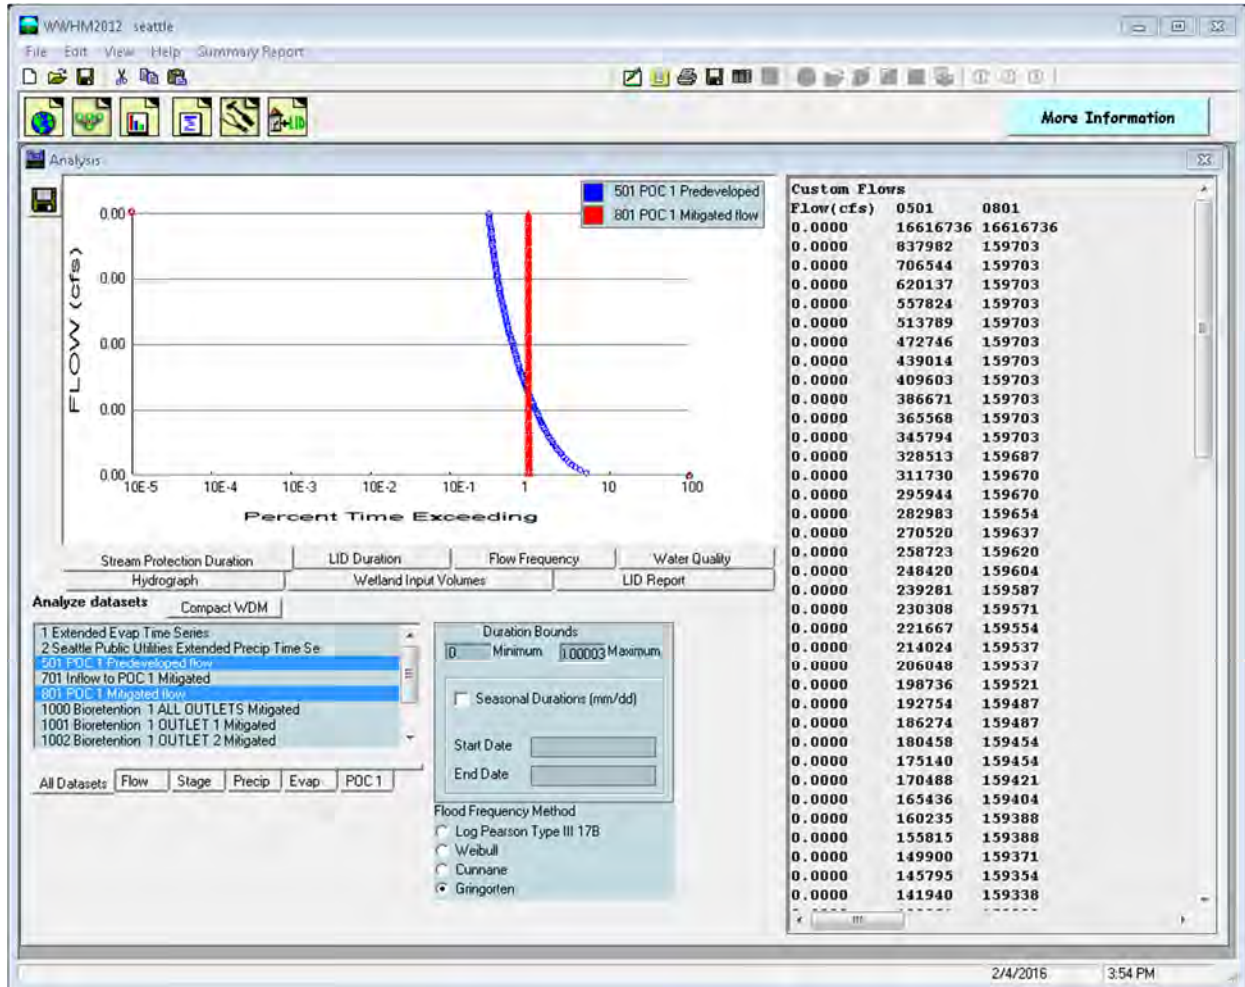 WWHM2012 seattle
File Edit View Help Summary Report
More Information
Analysis
501 POC 1 Predeveloped
801 POC 1 Mitigated flow
FLOW (cfs)
0.00
0.00
0.00
0.00
0.00
10E-5 10E-4 10E-3 10E-2 10E-1 1 10 100
Percent Time Exceeding
Stream Protection Duration LID Duration Flow Frequency Water Quality
Hydrograph Wetland Input Volumes LID Report
Analyze datasets Compact WDM
1 Extended Evap Time Series
2 Seattle Public Utilities Extended Precip Time Se
501 POC 1 Predeveloped flow
701 Inflow to POC 1 Mitigated
801 POC 1 Mitigated flow
1000 Bioretention 1 ALL OUTLETS Mitigated
1001 Bioretention 1 OUTLET 1 Mitigated
1002 Bioretention 1 OUTLET 2 Mitigated
All Datasets Flow Stage Precip Evap POC 1
Duration Bounds
0 Minimum 1.00003 Maximum
Seasonal Durations (mm/dd)
Start Date
End Date
Flood Frequency Method
Log Pearson Type III 17B
Weibull
Cunnane
Gringorten
Custom Flows
Flow(cfs) 0501 0801
0.0000 16616736 16616736
0.0000 837982 159703
0.0000 706544 159703
0.0000 620137 159703
0.0000 557824 159703
0.0000 513789 159703
0.0000 472746 159703
0.0000 439014 159703
0.0000 409603 159703
0.0000 386671 159703
0.0000 365568 159703
0.0000 345794 159703
0.0000 328513 159687
0.0000 311730 159670
0.0000 295944 159670
0.0000 282983 159654
0.0000 270520 159637
0.0000 258723 159620
0.0000 248420 159604
0.0000 239281 159587
0.0000 230308 159571
0.0000 221667 159554
0.0000 214024 159537
0.0000 206048 159537
0.0000 198736 159521
0.0000 192754 159487
0.0000 186274 159487
0.0000 180458 159454
0.0000 175140 159454
0.0000 170488 159421
0.0000 165436 159404
0.0000 160235 159388
0.0000 155815 159388
0.0000 149900 159371
0.0000 145795 159354
0.0000 141940 159338
2/4/2016 3:54 PM